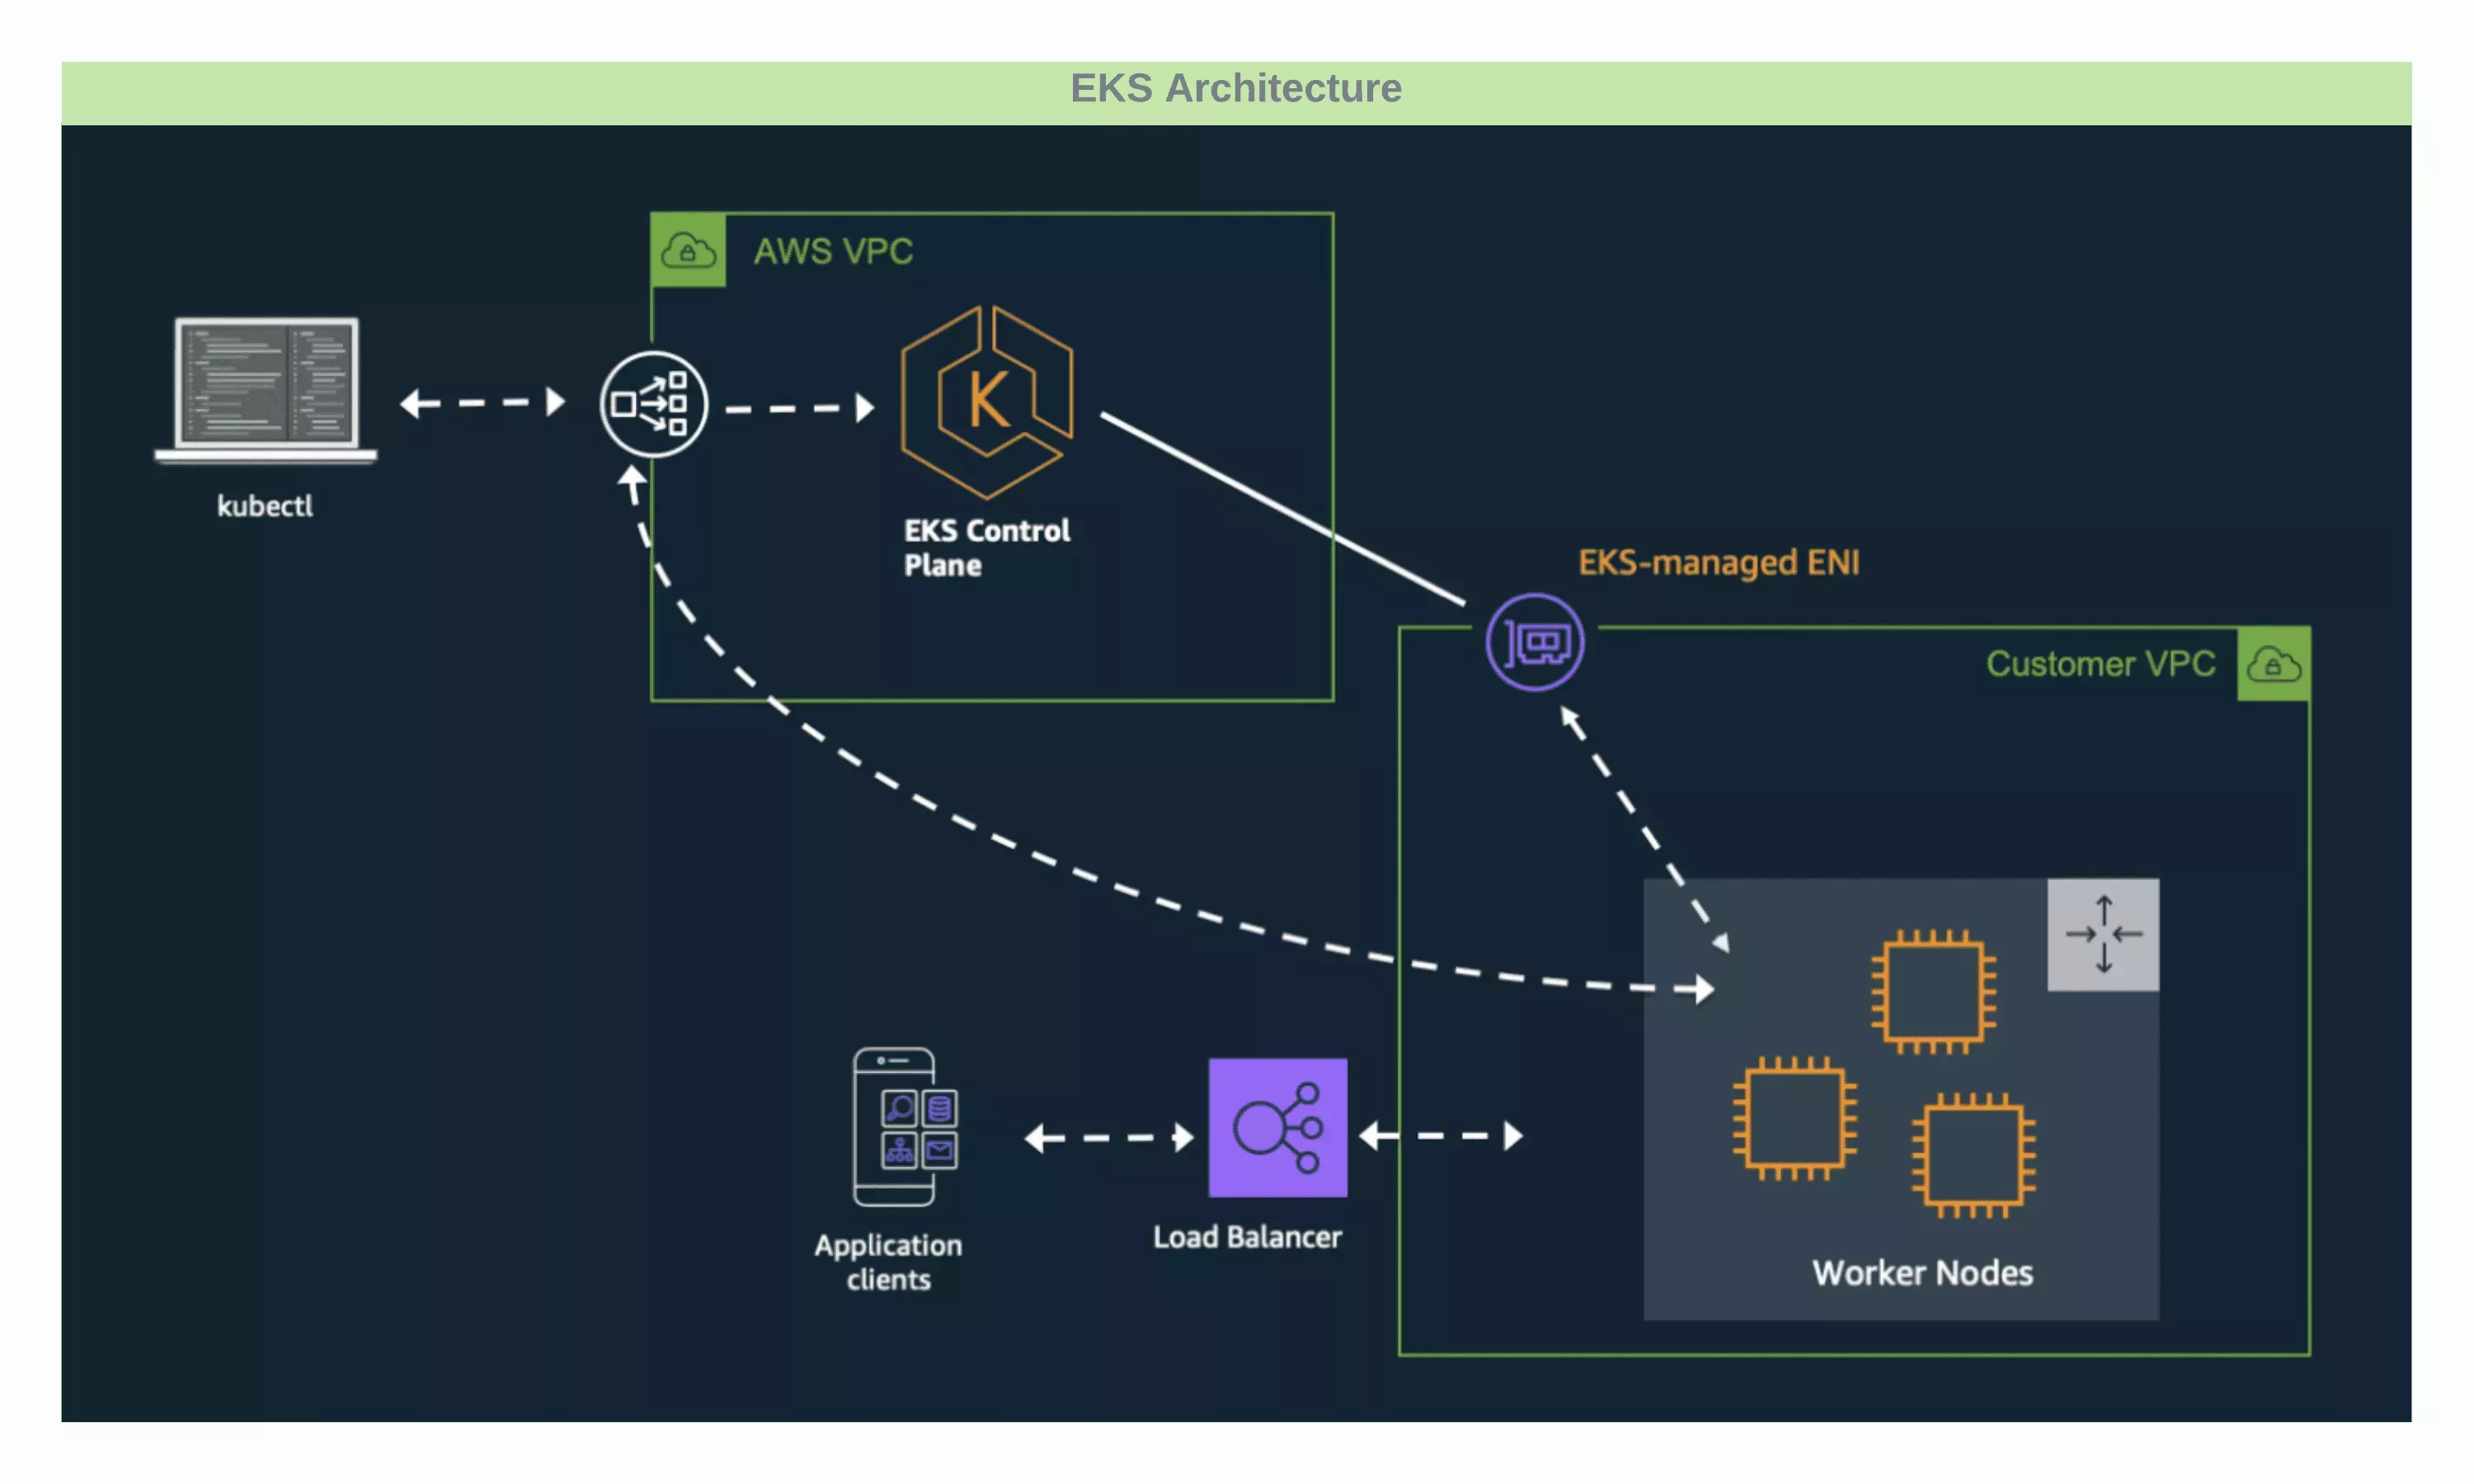 EKS Architecture
AWS VPC
K
kubectl
EKS Control
Plane
EKS-managed ENI
Customer VPC
Application
clients
Load Balancer
Worker Nodes